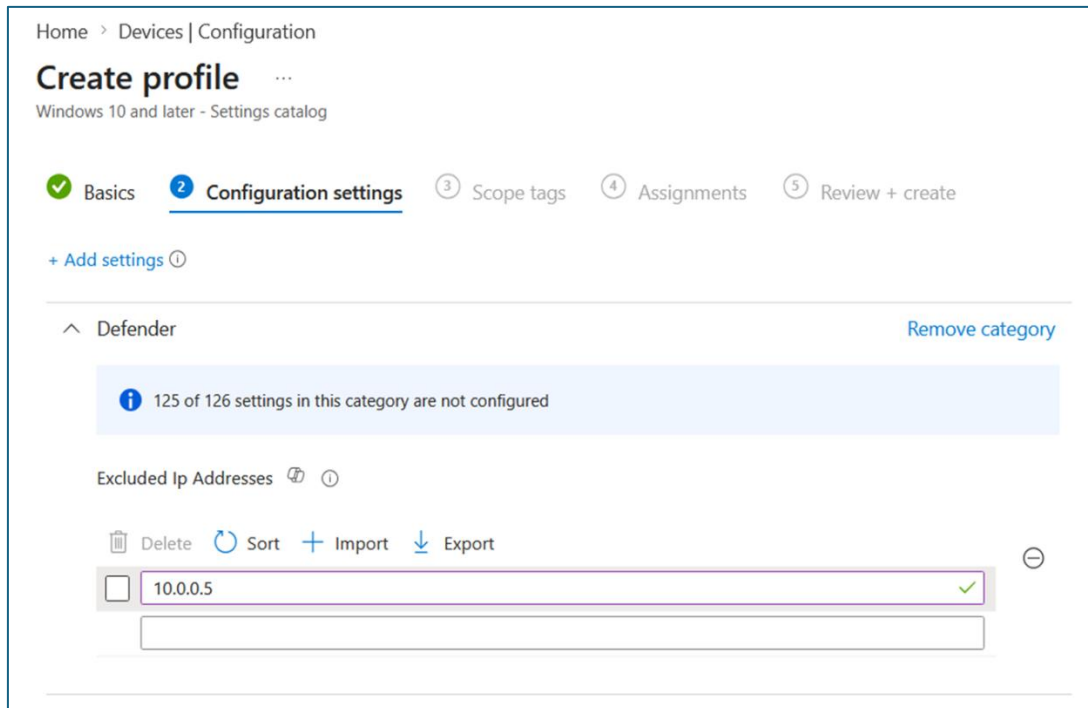 Home > Devices | Configuration
Create profile ...
Windows 10 and later - Settings catalog
Basics 2 Configuration settings 3 Scope tags 4 Assignments 5 Review + create
+ Add settings
Defender Remove category
125 of 126 settings in this category are not configured
Excluded Ip Addresses
Delete Sort Import Export
10.0.0.5